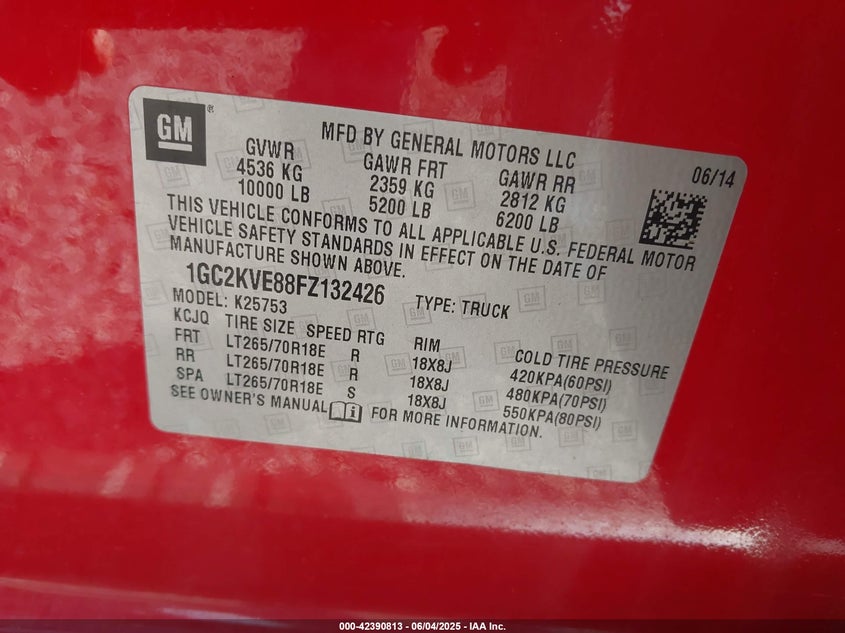 GM ®
MFD BY GENERAL MOTORS LLC
06/14
GVWR GAWR FRT GAWR RR
4536 KG 2359 KG 2812 KG
10000 LB 5200 LB 6200 LB
THIS VEHICLE CONFORMS TO ALL APPLICABLE U.S. FEDERAL MOTOR
VEHICLE SAFETY STANDARDS IN EFFECT ON THE DATE OF
MANUFACTURE SHOWN ABOVE.
1GC2KVE88FZ132426 TYPE: TRUCK
MODEL: K25753
KCJQ TIRE SIZE SPEED RTG RIM COLD TIRE PRESSURE
FRT LT265/70R18E R 18X8J 420KPA(60PSI)
RR LT265/70R18E R 18X8J 480KPA(70PSI)
SPA LT265/70R18E S 18X8J 550KPA(80PSI)
SEE OWNER'S MANUAL FOR MORE INFORMATION.
000-42390813 - 06/04/2025 - IAA Inc.